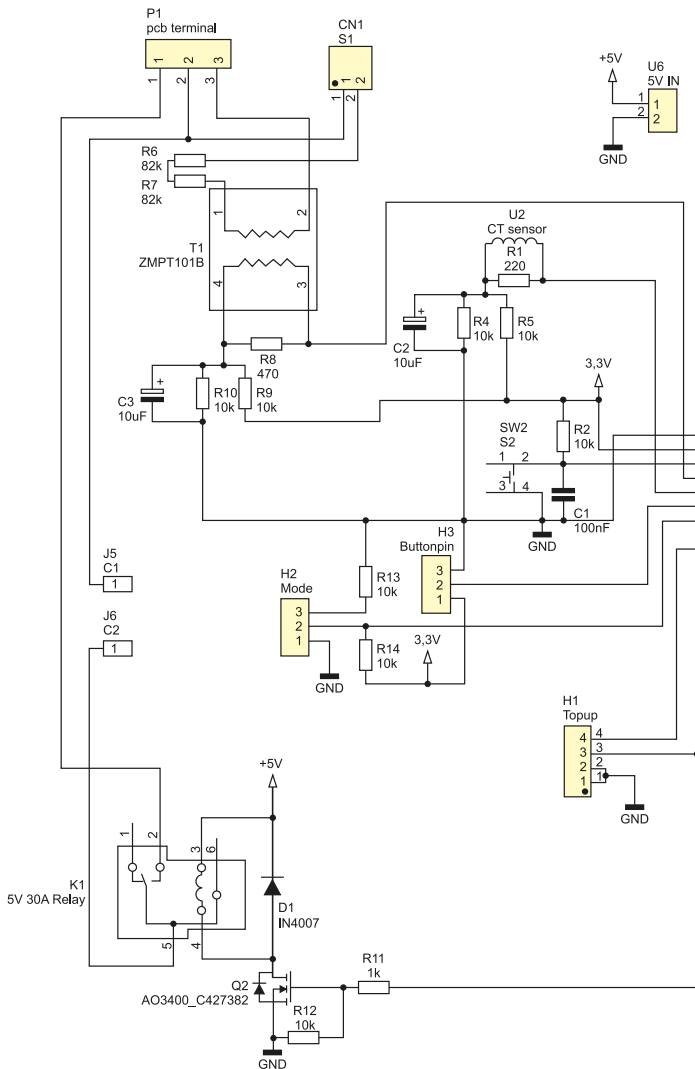 P1
pcb terminal
1 2 3
1 2 3
CN1
S1
1 2
1 2
+5V
U6
5V IN
1 1
2 2
GND
R6
82k
R7
82k
1 2
T1
ZMPT101B
4 3
U2
CT sensor
R1
220
+
C2
10uF
R4
10k
R5
10k
R8
470
+
C3
10uF
R10
10k
R9
10k
3,3V
SW2
S2
R2
10k
1 2
3 4
C1
100nF
GND
H3
Buttonpin
3
2
1
J5
C1
1
H2
Mode
3
2
1
R13
10k
J6
C2
1
R14
10k
3,3V
GND
H1
Topup
4 4
3 3
2 2
1 1
GND
+5V
1 2 3 6
K1
5V 30A Relay
5 4
D1
IN4007
Q2
AO3400_C427382
R11
1k
R12
10k
GND